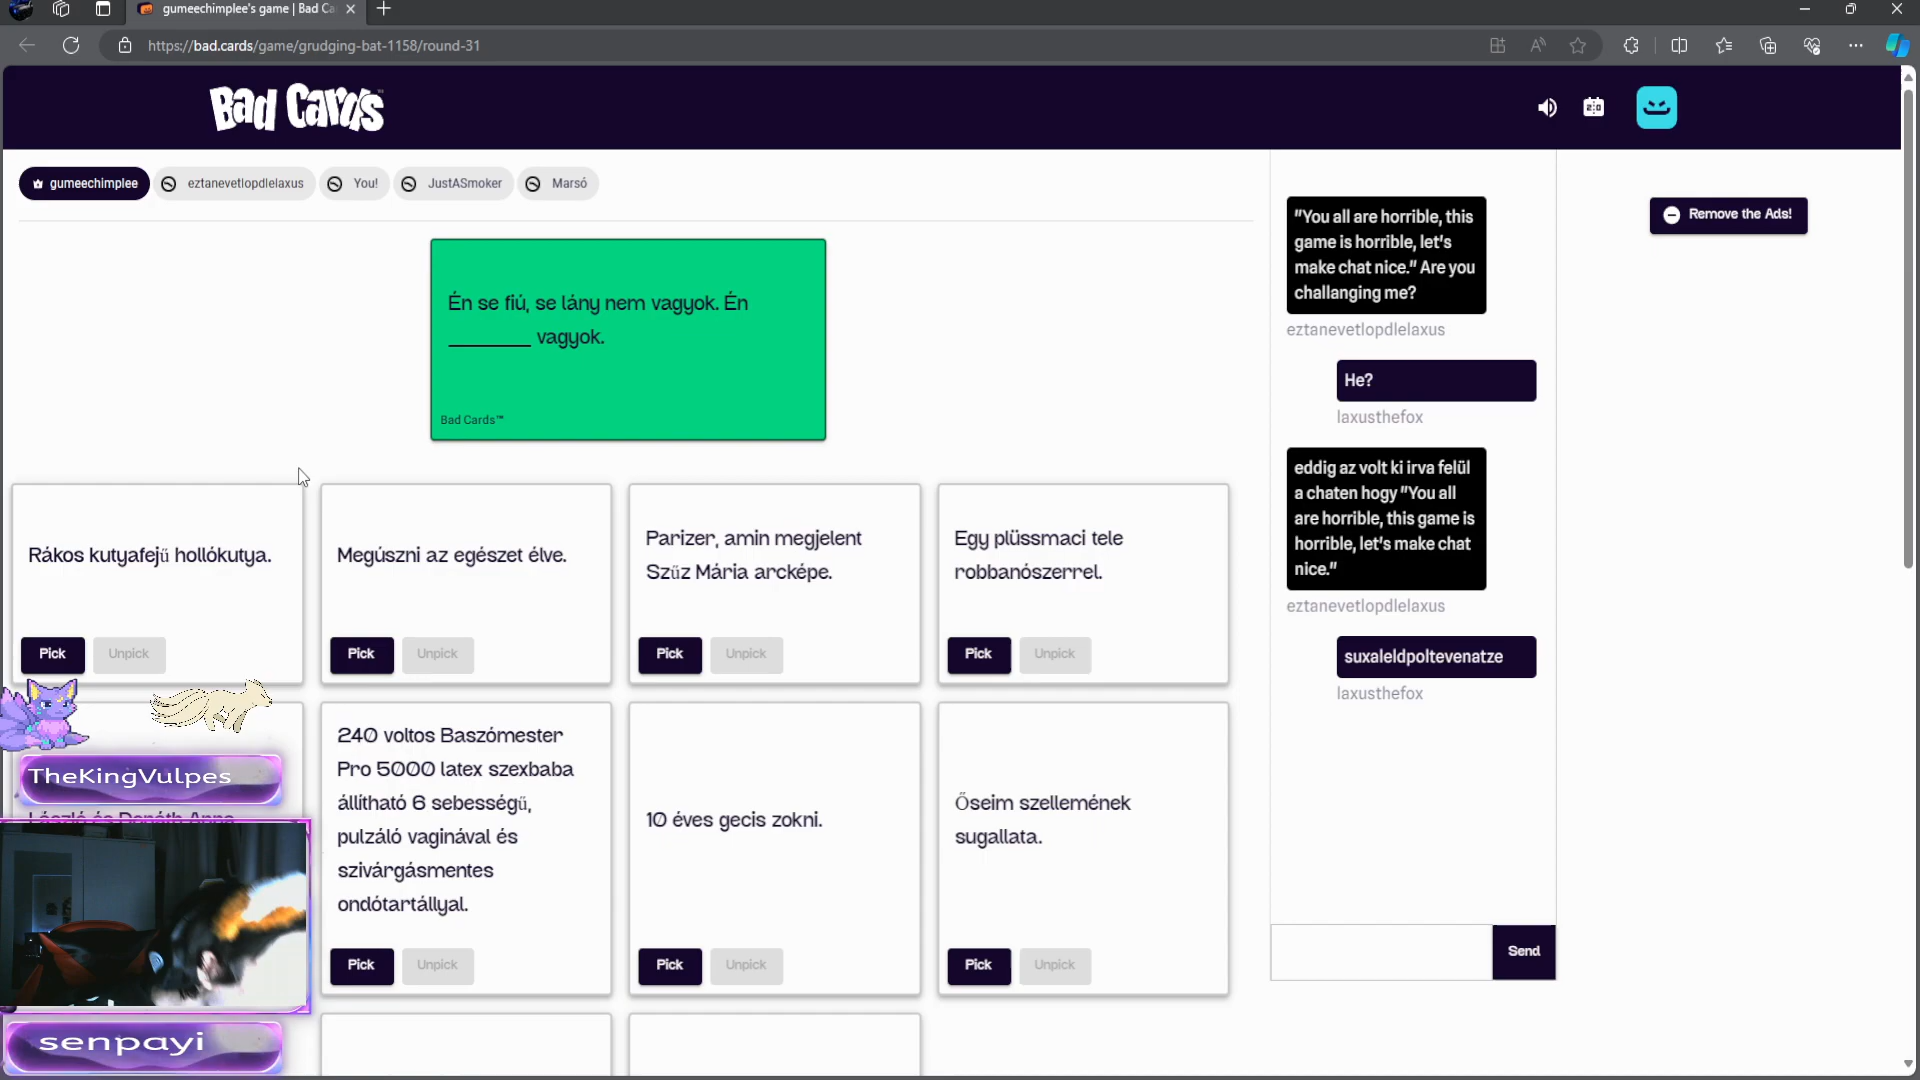 gumeechimplee's game | Bad Ca
https://bad.cards/game/grudging-bat-1158/round-31
Bad Cards
2:0
gumeechimplee
eztanevetlopdlelaxus
You!
JustASmoker
Marsó
Én se fiú, se lány nem vagyok. Én
________ vagyok.
Bad Cards™
Rákos kutyafejű hollókutya.
Pick
Unpick
Megúszni az egészet élve.
Pick
Unpick
Parizer, amin megjelent
Szűz Mária arcképe.
Pick
Unpick
Egy plüssmaci tele
robbanószerrel.
Pick
Unpick
TheKingVulpes
László és Donáth Anna
240 voltos Baszómester
Pro 5000 latex szexbaba
állítható 6 sebességű,
pulzáló vaginával és
szivárgásmentes
ondótartállyal.
Pick
Unpick
10 éves gecis zokni.
Pick
Unpick
Őseim szellemének
sugallata.
Pick
Unpick
senpayi
"You all are horrible, this
game is horrible, let's
make chat nice." Are you
challanging me?
eztanevetlopdlelaxus
He?
laxusthefox
eddig az volt ki irva felül
a chaten hogy "You all
are horrible, this game is
horrible, let's make chat
nice."
eztanevetlopdlelaxus
suxaleldpoltevenatze
laxusthefox
Send
Remove the Ads!